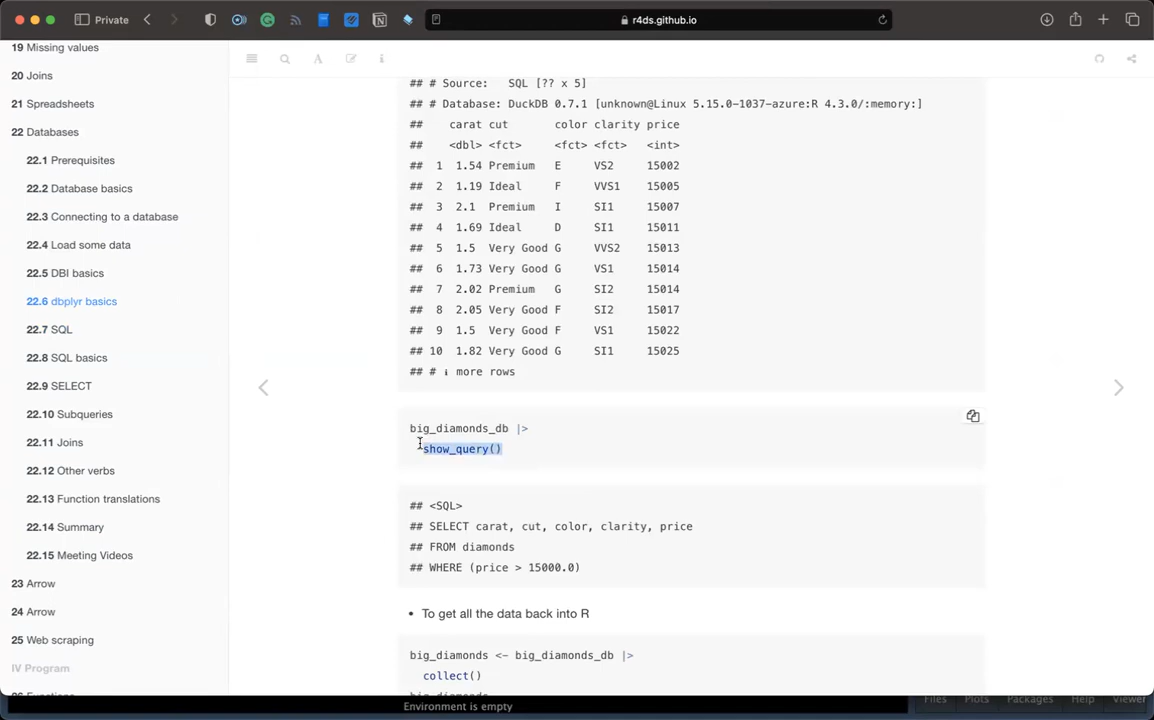 Private
r4ds.github.io
19 Missing values
20 Joins
21 Spreadsheets
22 Databases
22.1 Prerequisites
22.2 Database basics
22.3 Connecting to a database
22.4 Load some data
22.5 DBI basics
22.6 dbplyr basics
22.7 SQL
22.8 SQL basics
22.9 SELECT
22.10 Subqueries
22.11 Joins
22.12 Other verbs
22.13 Function translations
22.14 Summary
22.15 Meeting Videos
23 Arrow
24 Arrow
25 Web scraping
IV Program
## # Source:   SQL [?? x 5]
## # Database: DuckDB 0.7.1 [unknown@Linux 5.15.0-1037-azure:R 4.3.0/:memory:]
##    carat cut       color clarity price
##    <dbl> <fct>     <fct> <fct>   <int>
##  1  1.54 Premium   E     VS2     15002
##  2  1.19 Ideal     F     VVS1    15005
##  3  2.1  Premium   I     SI1     15007
##  4  1.69 Ideal     D     SI1     15011
##  5  1.5  Very Good G     VVS2    15013
##  6  1.73 Very Good G     VS1     15014
##  7  2.02 Premium   G     SI2     15014
##  8  2.05 Very Good F     SI2     15017
##  9  1.5  Very Good F     VS1     15022
## 10  1.82 Very Good G     SI1     15025
## # ℹ more rows
big_diamonds_db |>
show_query()
## <SQL>
## SELECT carat, cut, color, clarity, price
## FROM diamonds
## WHERE (price > 15000.0)
• To get all the data back into R
big_diamonds <- big_diamonds_db |>
collect()
Environment is empty
Files Plots Packages Help Viewer